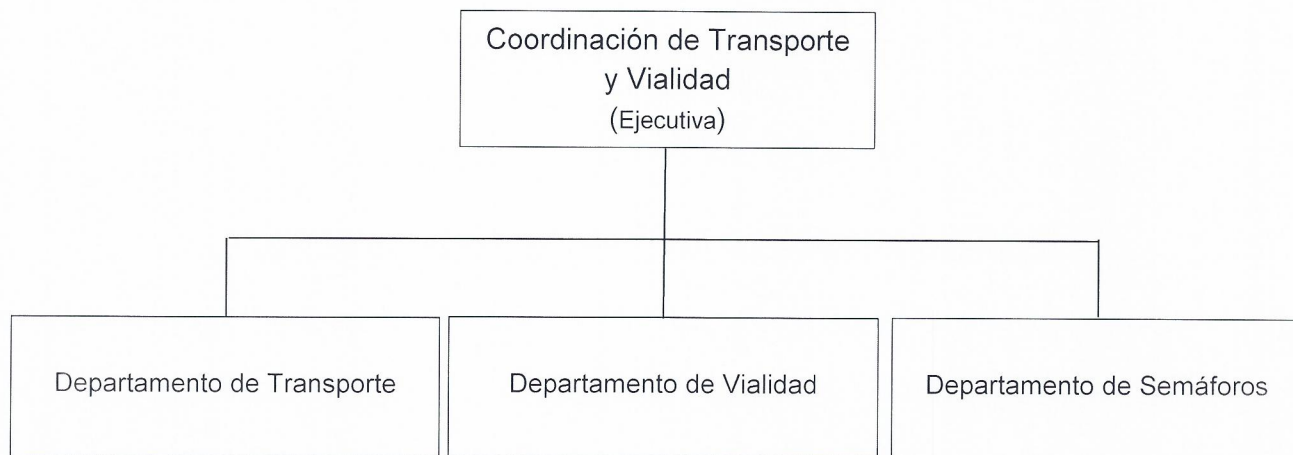 Coordinación de Transporte
y Vialidad
(Ejecutiva)
Departamento de Transporte
Departamento de Vialidad
Departamento de Semáforos